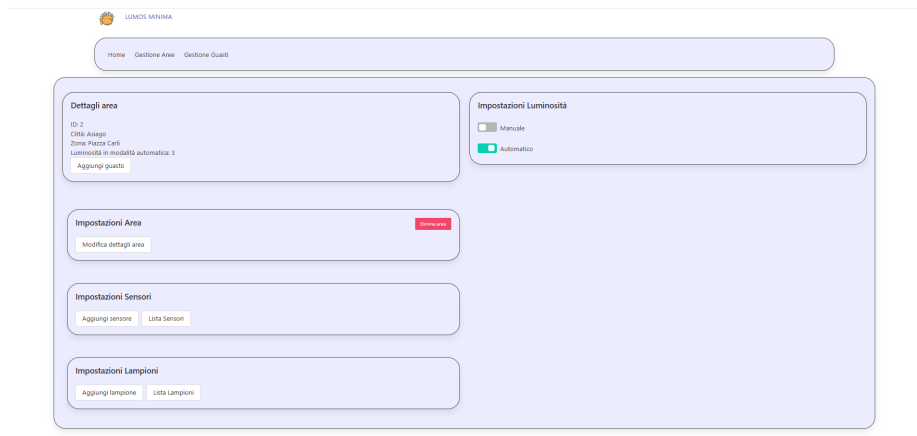 LUMOS MINIMA
Home Gestione Aree Gestione Guasti
Dettagli area
ID: 2
Città: Asiago
Zona: Piazza Carli
Luminosità in modalità automatica: 3
Aggiungi guasto
Impostazioni Luminosità
Manuale
Automatico
Impostazioni Area
Elimina area
Modifica dettagli area
Impostazioni Sensori
Aggiungi sensore Lista Sensori
Impostazioni Lampioni
Aggiungi lampione Lista Lampioni